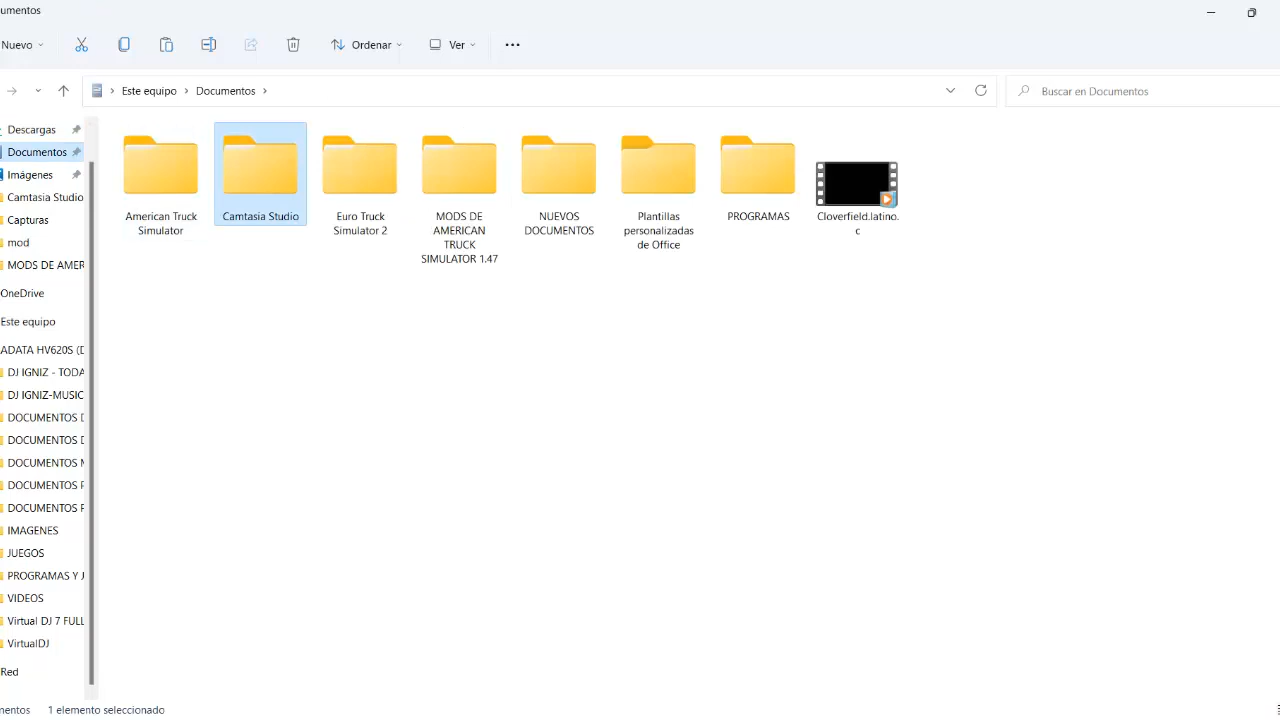 umentos
Nuevo
Ordenar
Ver
Este equipo
Documentos
Buscar en Documentos
Descargas
Documentos
Imágenes
Camtasia Studio
Capturas
mod
MODS DE AMER
OneDrive
Este equipo
ADATA HV620S (D
DJ IGNIZ - TODA
DJ IGNIZ-MUSIC
DOCUMENTOS D
DOCUMENTOS D
DOCUMENTOS M
DOCUMENTOS P
DOCUMENTOS P
IMAGENES
JUEGOS
PROGRAMAS Y J
VIDEOS
Virtual DJ 7 FULL
VirtualDJ
Red
American Truck
Simulator
Camtasia Studio
Euro Truck
Simulator 2
MODS DE
AMERICAN
TRUCK
SIMULATOR 1.47
NUEVOS
DOCUMENTOS
Plantillas
personalizadas
de Office
PROGRAMAS
Cloverfield.latino.
c
mentos
1 elemento seleccionado